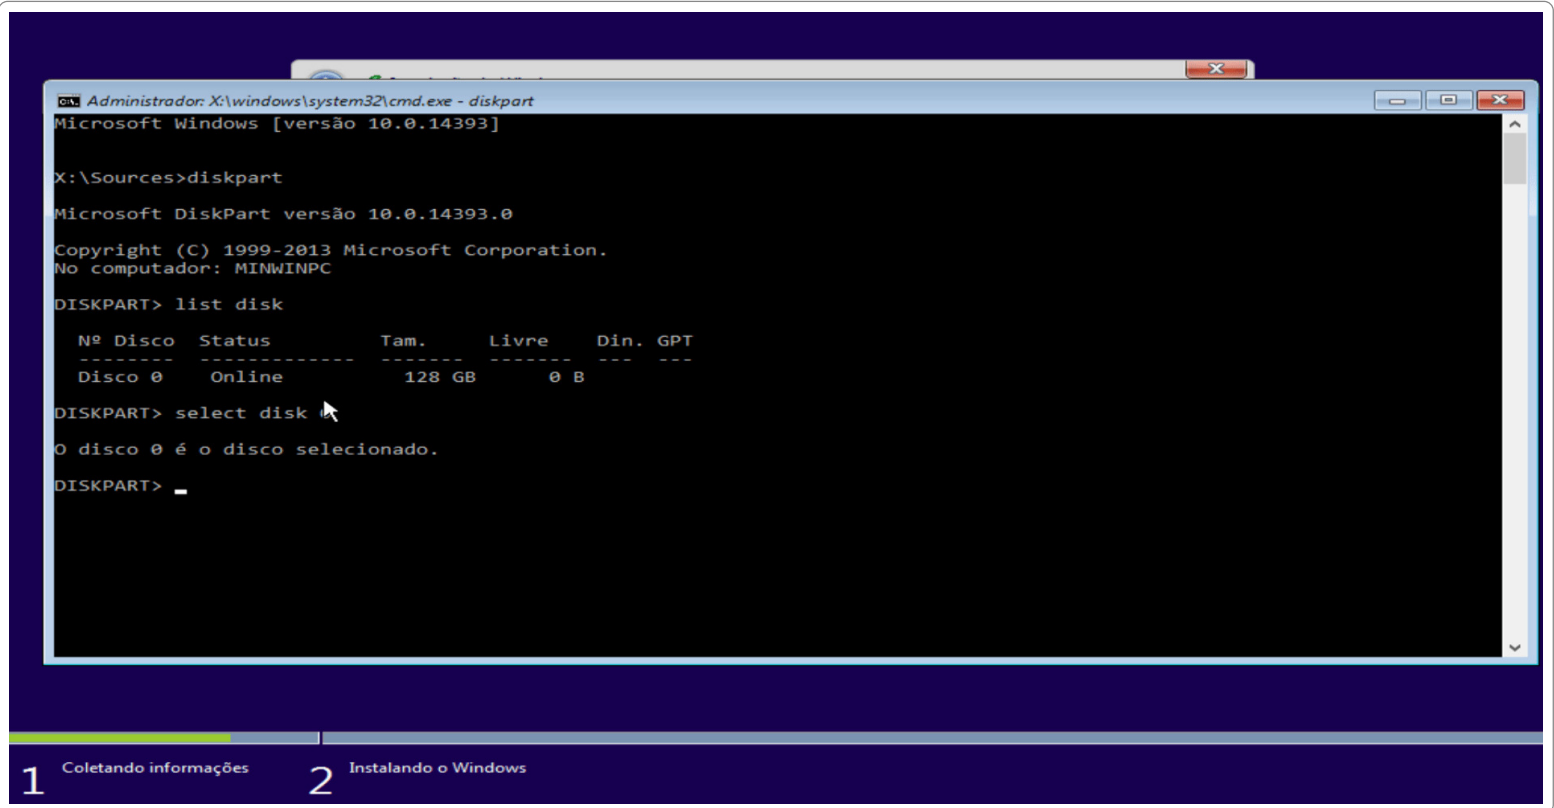 Administrador: X:\windows\system32\cmd.exe - diskpart
Microsoft Windows [versão 10.0.14393]
X:\Sources>diskpart
Microsoft DiskPart versão 10.0.14393.0
Copyright (C) 1999-2013 Microsoft Corporation.
No computador: MINWINPC
DISKPART> list disk
Nº Disco Status Tam. Livre Din. GPT
-------- ------------- ------- ------- --- ---
Disco 0 Online 128 GB 0 B
DISKPART> select disk
O disco 0 é o disco selecionado.
DISKPART>
1 Coletando informações 2 Instalando o Windows